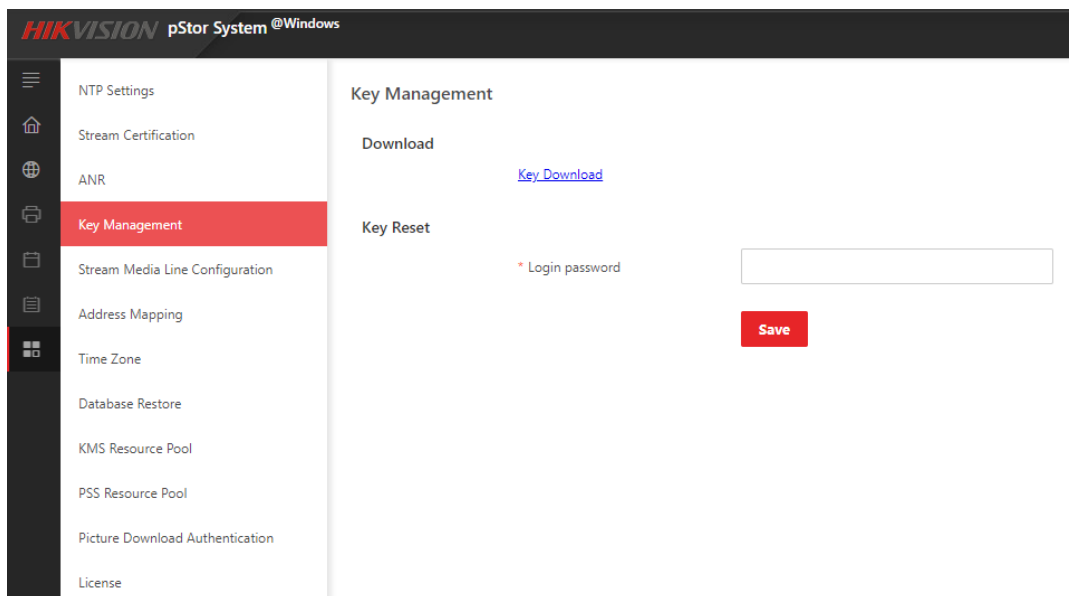 HIKVISION pStor System @Windows
NTP Settings
Stream Certification
ANR
Key Management
Stream Media Line Configuration
Address Mapping
Time Zone
Database Restore
KMS Resource Pool
PSS Resource Pool
Picture Download Authentication
License
Key Management
Download
Key Download
Key Reset
* Login password
Save